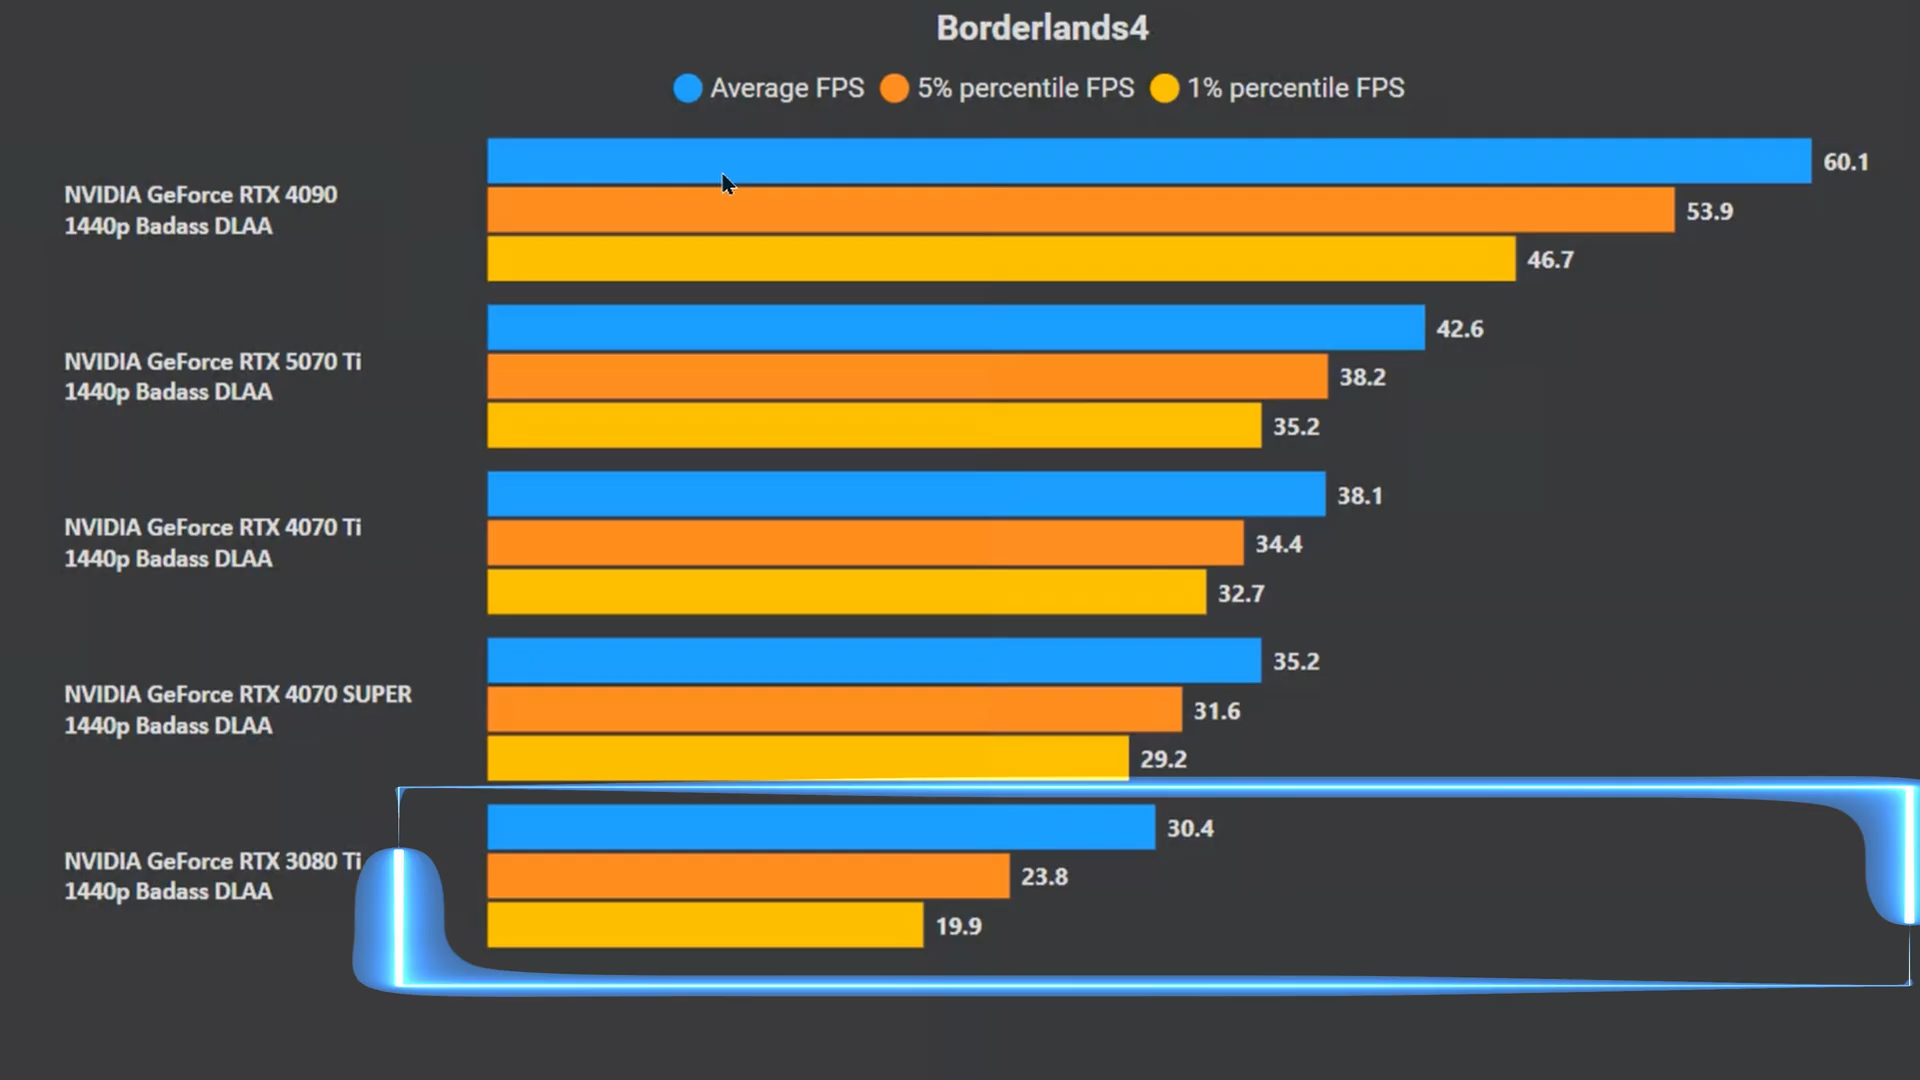 Borderlands4
Average FPS 5% percentile FPS 1% percentile FPS
60.1
NVIDIA GeForce RTX 4090
1440p Badass DLAA
53.9
46.7
42.6
NVIDIA GeForce RTX 5070 Ti
1440p Badass DLAA
38.2
35.2
38.1
NVIDIA GeForce RTX 4070 Ti
1440p Badass DLAA
34.4
32.7
35.2
NVIDIA GeForce RTX 4070 SUPER
1440p Badass DLAA
31.6
29.2
30.4
NVIDIA GeForce RTX 3080 Ti
1440p Badass DLAA
23.8
19.9